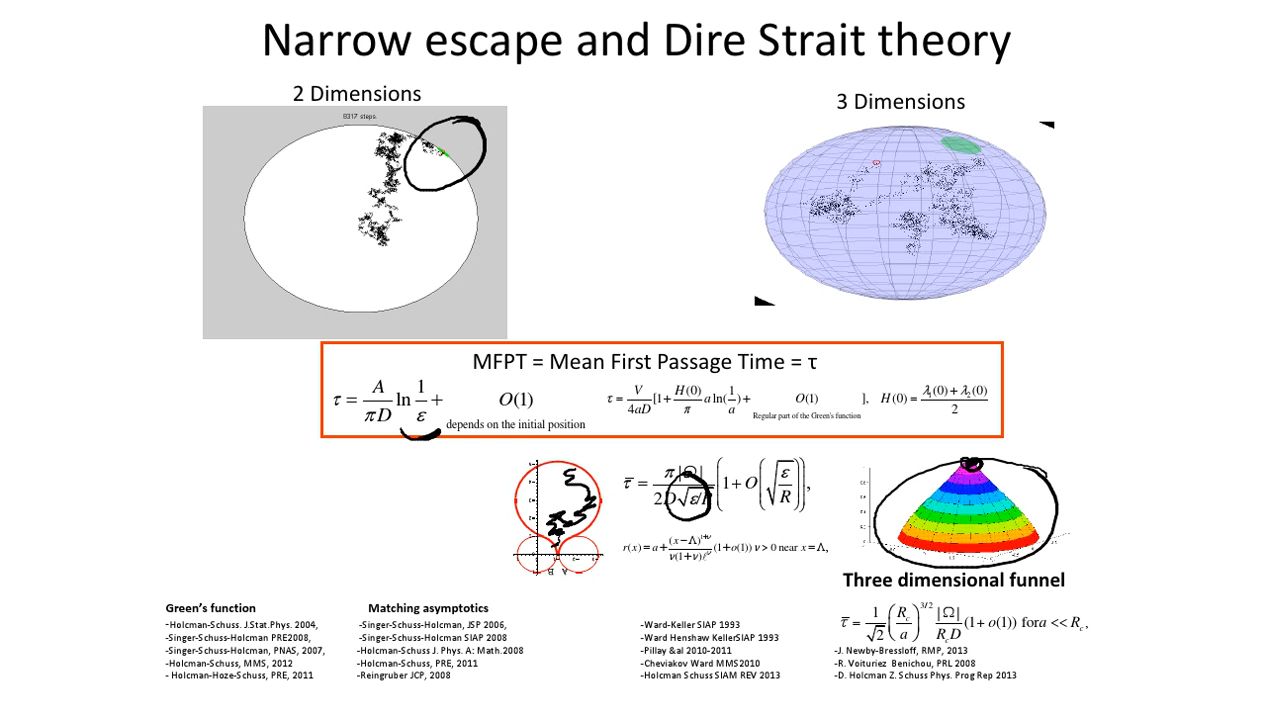 Narrow escape and Dire Strait theory
2 Dimensions
3 Dimensions
8317 steps.
MFPT = Mean First Passage Time = τ
τ = A/πD ln 1/ε + O(1)
depends on the initial position
τ = V/4aD [1 + H(0)/π a ln(1/a) + O(1) ], H(0) = λ₁(0) + λ₂(0)/2
Regular part of the Green's function
τ̄ = π|Ω|/2D√ε/R (1 + O(√ε/R)),
r(x) = a + (x−Λ)^(1+ν)/ν(1+ν)ℓ^ν (1 + o(1)) ν > 0 near x = Λ,
Three dimensional funnel
τ̄ = 1/√2 (R_c/a)^3/2 |Ω|/R_cD (1 + o(1)) for a << R_c,
Green's function
-Holcman-Schuss. J.Stat.Phys. 2004,
-Singer-Schuss-Holcman PRE2008,
-Singer-Schuss-Holcman, PNAS, 2007,
-Holcman-Schuss, MMS, 2012
- Holcman-Hoze-Schuss, PRE, 2011
Matching asymptotics
-Singer-Schuss-Holcman, JSP 2006,
-Singer-Schuss-Holcman SIAP 2008
-Holcman-Schuss J. Phys. A: Math.2008
-Holcman-Schuss, PRE, 2011
-Reingruber JCP, 2008
-Ward-Keller SIAP 1993
-Ward Henshaw KellerSIAP 1993
-Pillay &al 2010-2011
-Cheviakov Ward MMS2010
-Holcman Schuss SIAM REV 2013
-J. Newby-Bressloff, RMP, 2013
-R. Voituriez Benichou, PRL 2008
-D. Holcman Z. Schuss Phys. Prog Rep 2013